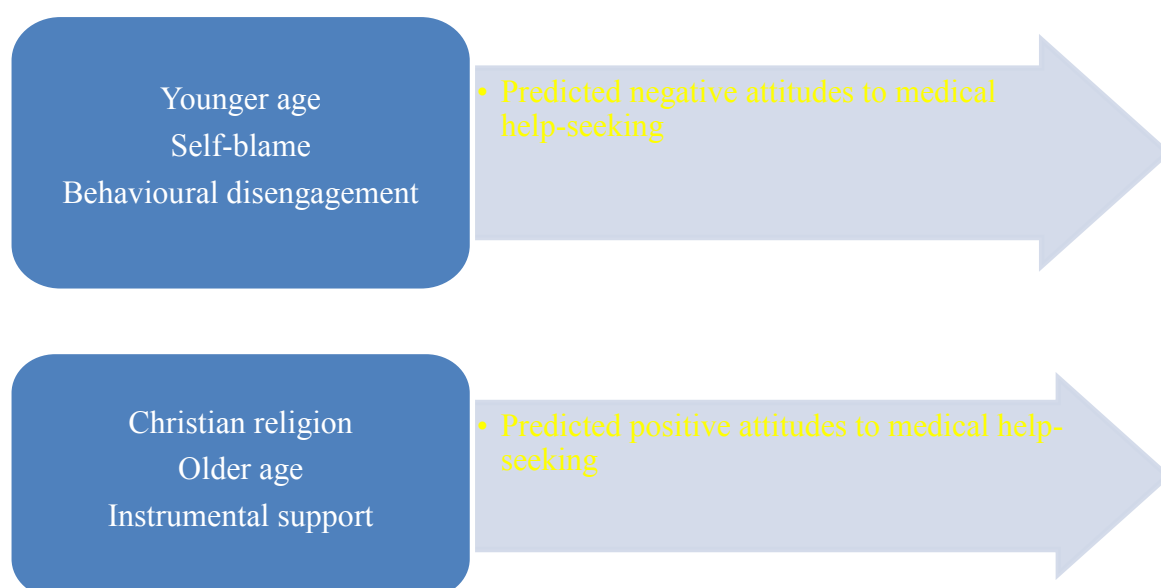 Younger age
Self-blame
Behavioural disengagement
• Predicted negative attitudes to medical
help-seeking
Christian religion
Older age
Instrumental support
• Predicted positive attitudes to medical help-
seeking